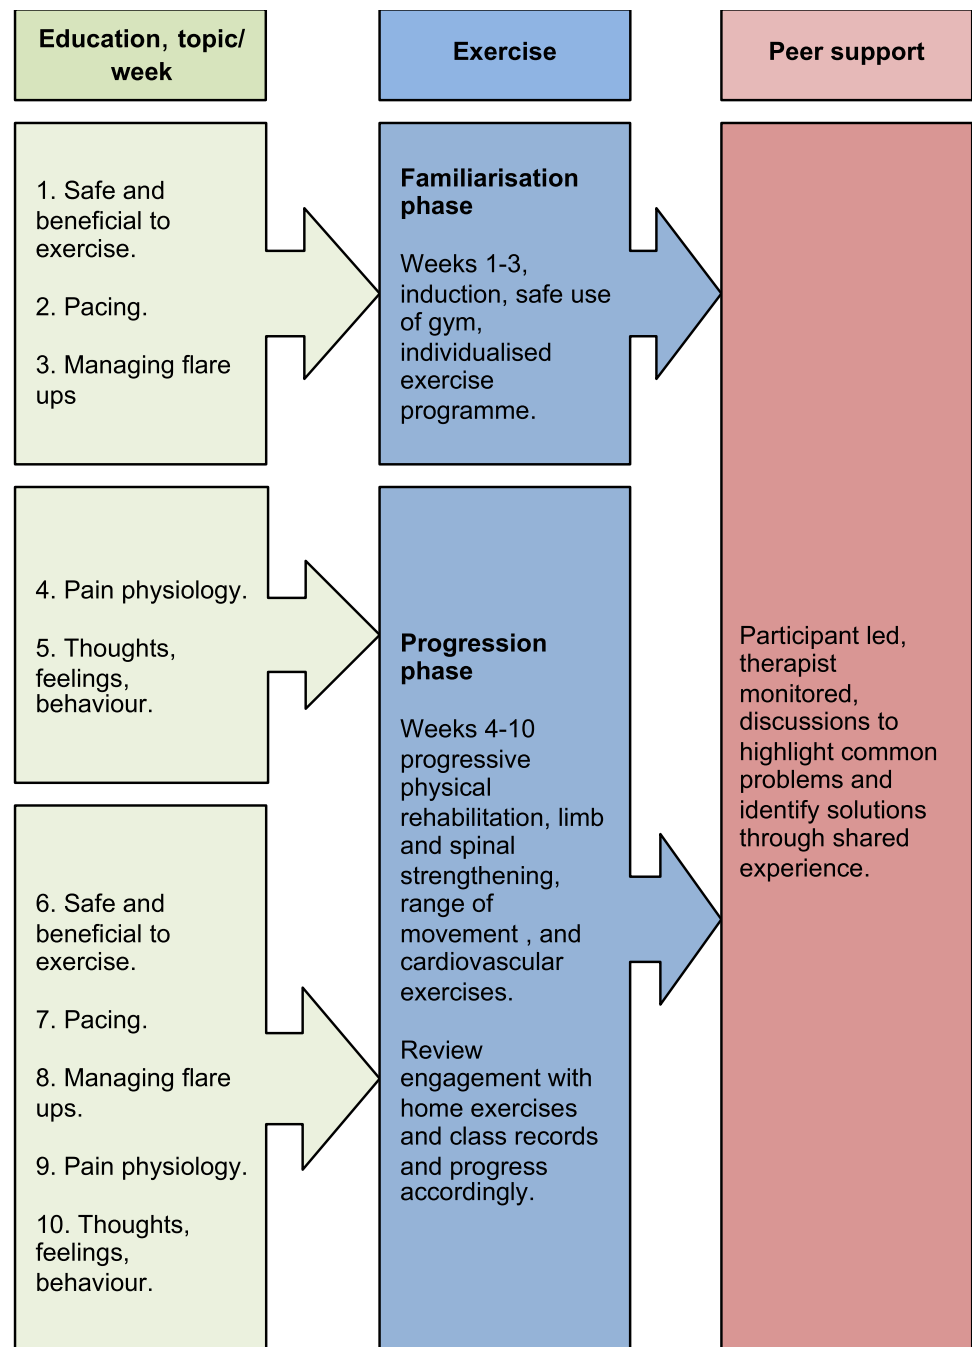 Education, topic/
week
Exercise
Peer support
1. Safe and
beneficial to
exercise.
2. Pacing.
3. Managing flare
ups
Familiarisation
phase
Weeks 1-3,
induction, safe use
of gym,
individualised
exercise
programme.
4. Pain physiology.
5. Thoughts,
feelings,
behaviour.
6. Safe and
beneficial to
exercise.
7. Pacing.
8. Managing flare
ups.
9. Pain physiology.
10. Thoughts,
feelings,
behaviour.
Progression
phase
Weeks 4-10
progressive
physical
rehabilitation, limb
and spinal
strengthening,
range of
movement , and
cardiovascular
exercises.
Review
engagement with
home exercises
and class records
and progress
accordingly.
Participant led,
therapist
monitored,
discussions to
highlight common
problems and
identify solutions
through shared
experience.